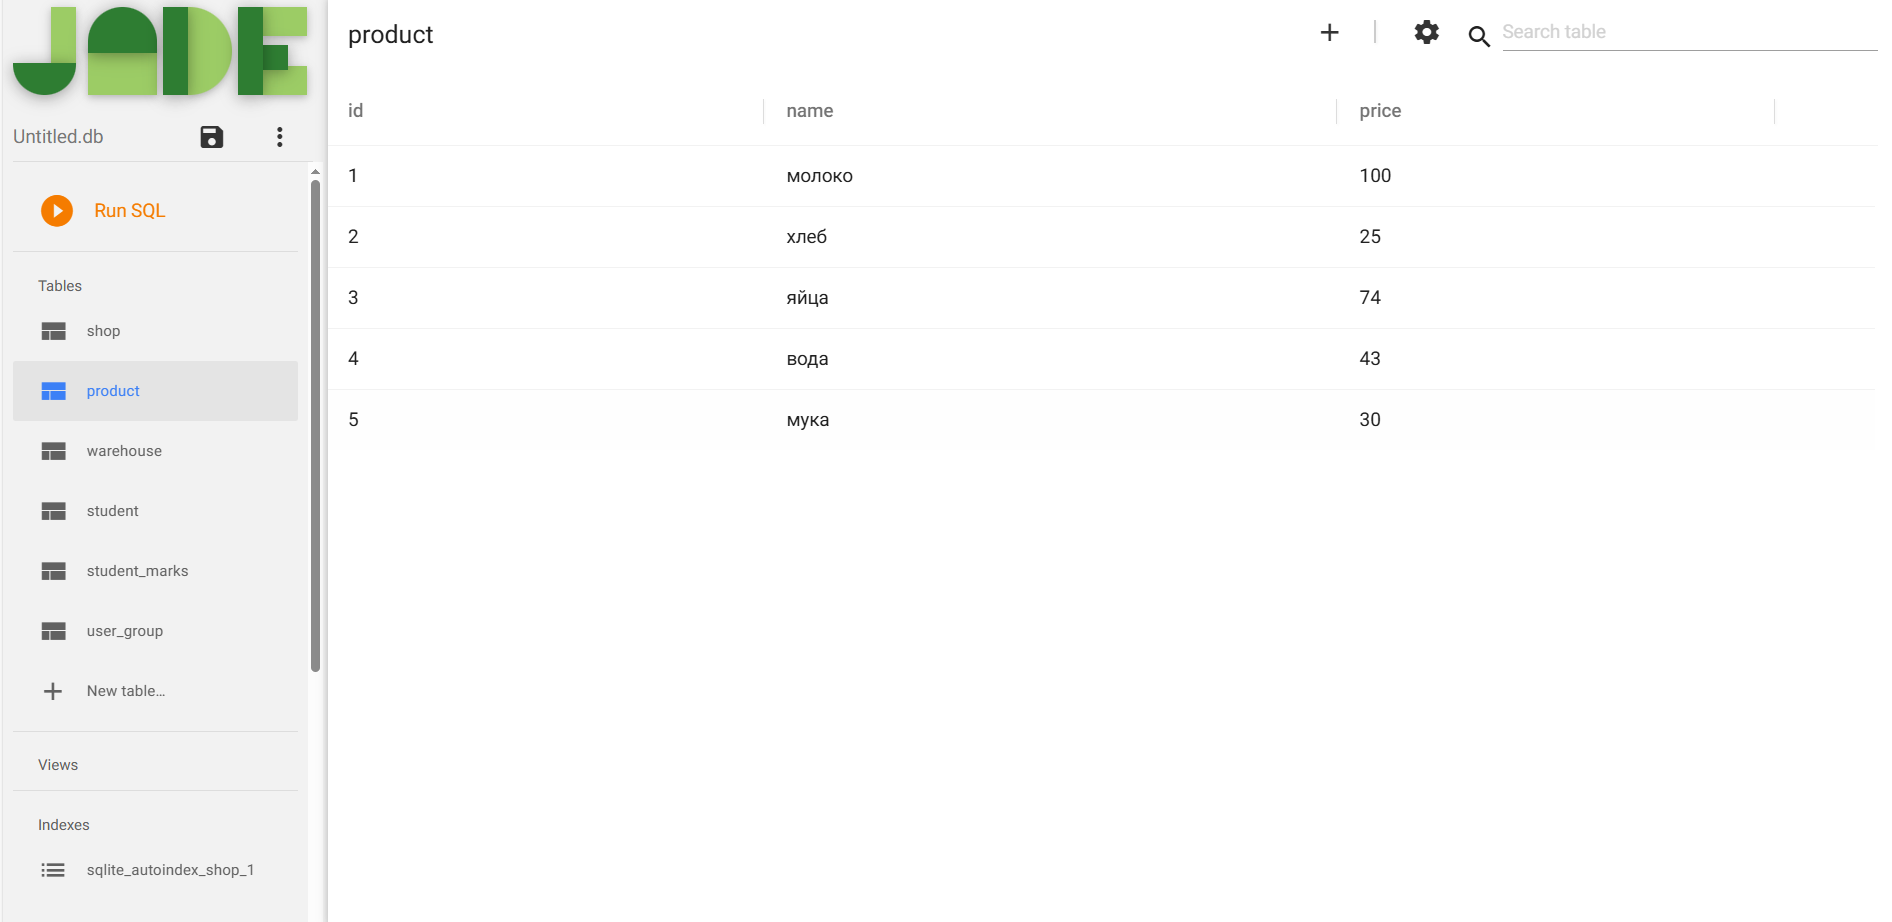 JADE
Untitled.db
Run SQL
Tables
shop
product
warehouse
student
student_marks
user_group
New table...
Views
Indexes
sqlite_autoindex_shop_1
product
Search table
id name price
1 молоко 100
2 хлеб 25
3 яйца 74
4 вода 43
5 мука 30